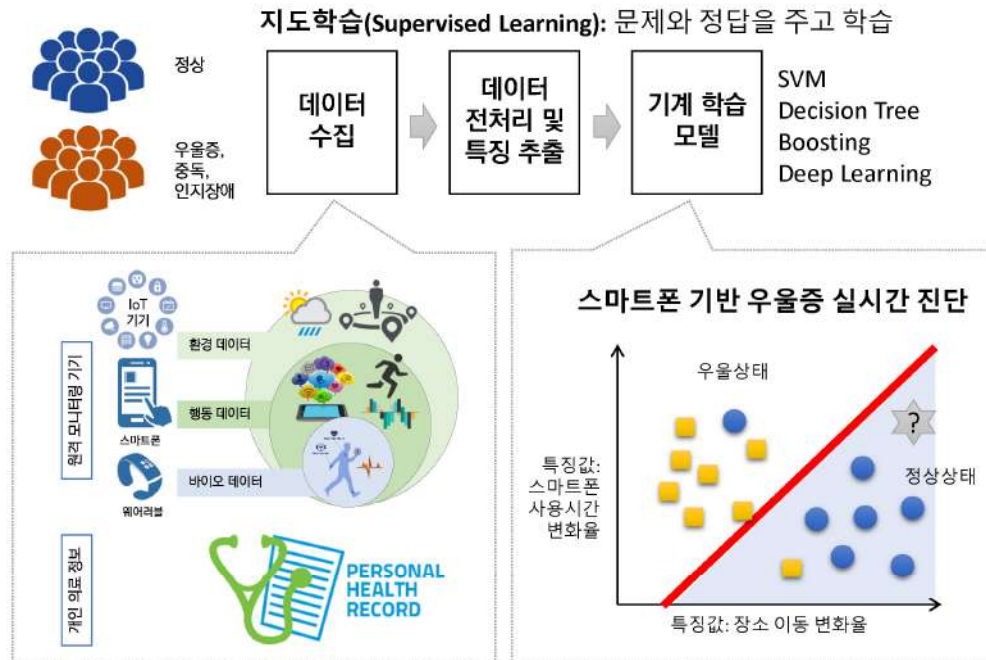 지도학습(Supervised Learning): 문제와 정답을 주고 학습
정상
우울증,
중독,
인지장애
데이터
수집
데이터
전처리 및
특징 추출
기계 학습
모델
SVM
Decision Tree
Boosting
Deep Learning
원격 모니터링 기기
IoT
기기
스마트폰
웨어러블
환경 데이터
행동 데이터
바이오 데이터
개인 의료 정보
PERSONAL
HEALTH
RECORD
스마트폰 기반 우울증 실시간 진단
우울상태
?
정상상태
특징값:
스마트폰
사용시간
변화율
특징값: 장소 이동 변화율